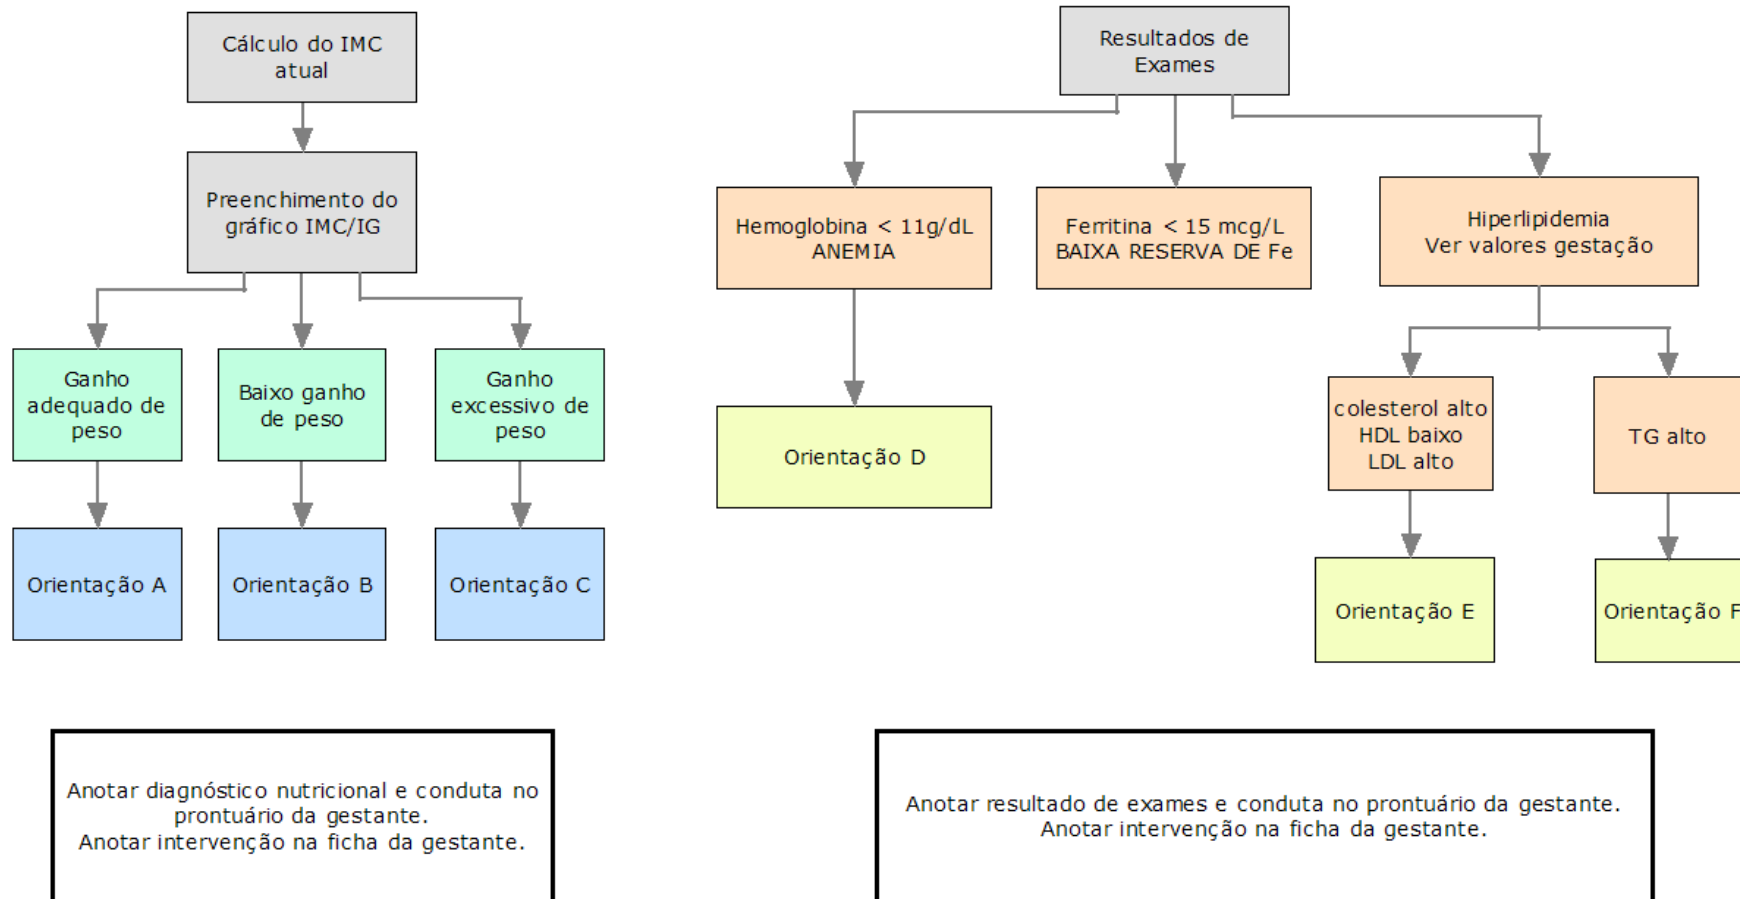 Cálculo do IMC
atual
Preenchimento do
gráfico IMC/IG
Ganho
adequado de
peso
Baixo ganho
de peso
Ganho
excessivo de
peso
Orientação A
Orientação B
Orientação C
Anotar diagnóstico nutricional e conduta no
prontuário da gestante.
Anotar intervenção na ficha da gestante.
Resultados de
Exames
Hemoglobina < 11g/dL
ANEMIA
Ferritina < 15 mcg/L
BAIXA RESERVA DE Fe
Hiperlipidemia
Ver valores gestação
Orientação D
colesterol alto
HDL baixo
LDL alto
TG alto
Orientação E
Orientação F
Anotar resultado de exames e conduta no prontuário da gestante.
Anotar intervenção na ficha da gestante.